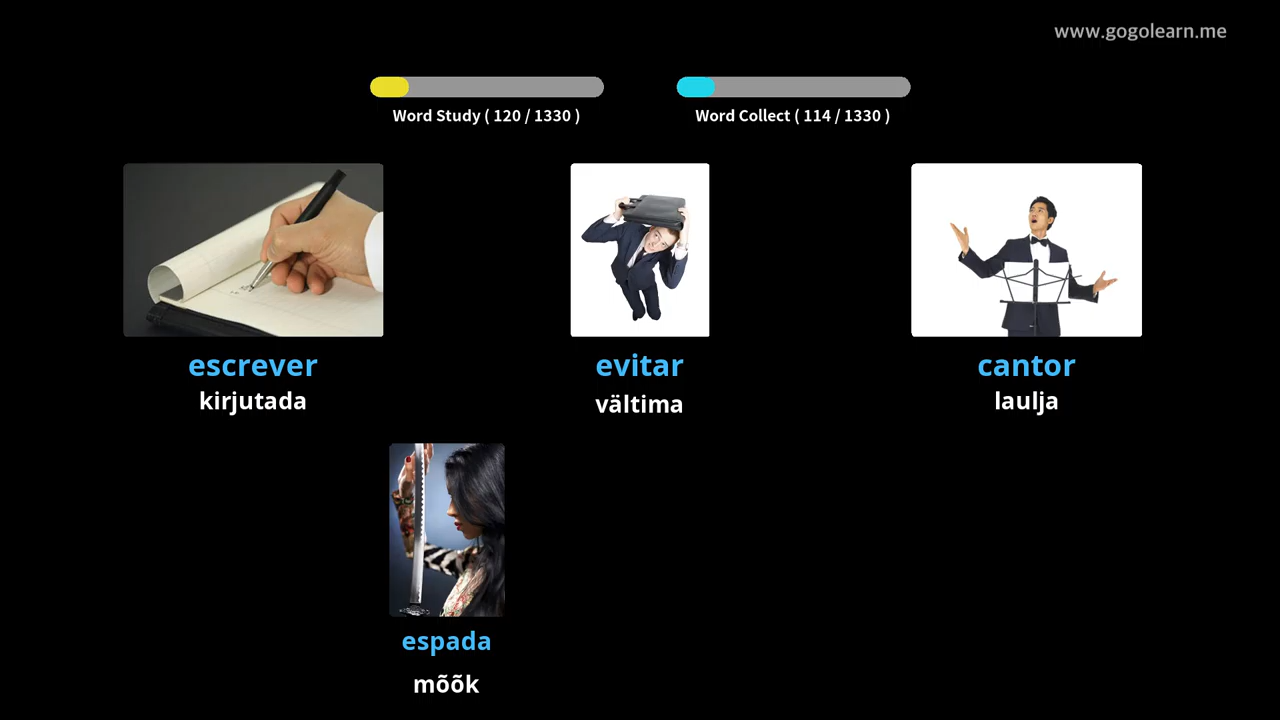 www.gogolearn.me
Word Study ( 120 / 1330 )
Word Collect ( 114 / 1330 )
escrever
kirjutada
evitar
vältima
cantor
laulja
espada
mõõk